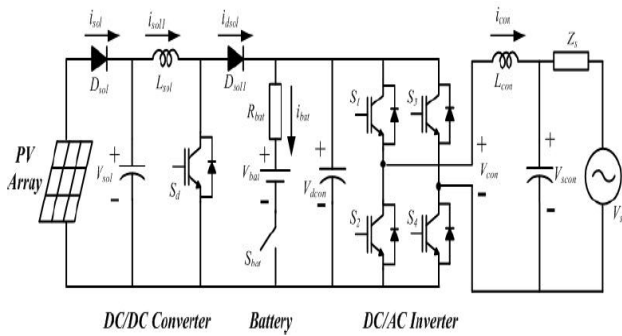 i_sol
i_sol1
i_dsol
i_con
D_sol
L_sol
D_sol1
R_bat
i_bat
S_1
S_3
L_con
Z_s
PV
Array
+
V_sol
-
S_d
+
V_bat
-
S_bat
+
V_dcon
-
S_2
S_4
+
V_con
-
+
V_scon
-
DC/DC Converter
Battery
DC/AC Inverter